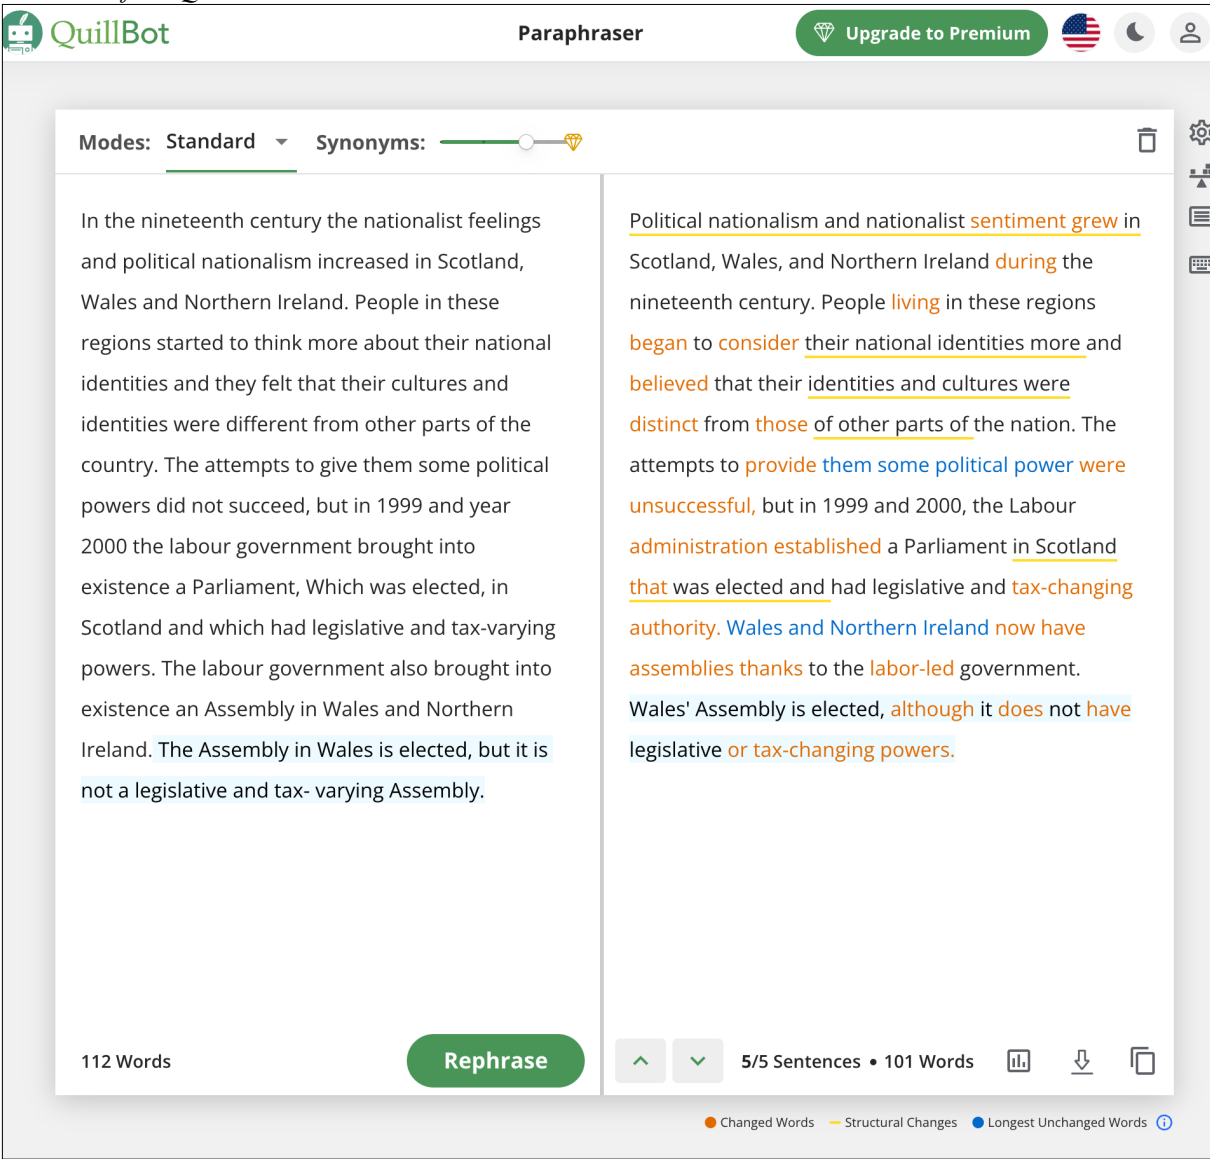 QuillBot
Paraphraser
Upgrade to Premium
Modes: Standard
Synonyms:
In the nineteenth century the nationalist feelings
and political nationalism increased in Scotland,
Wales and Northern Ireland. People in these
regions started to think more about their national
identities and they felt that their cultures and
identities were different from other parts of the
country. The attempts to give them some political
powers did not succeed, but in 1999 and year
2000 the labour government brought into
existence a Parliament, Which was elected, in
Scotland and which had legislative and tax-varying
powers. The labour government also brought into
existence an Assembly in Wales and Northern
Ireland. The Assembly in Wales is elected, but it is
not a legislative and tax- varying Assembly.
112 Words
Rephrase
Political nationalism and nationalist sentiment grew in
Scotland, Wales, and Northern Ireland during the
nineteenth century. People living in these regions
began to consider their national identities more and
believed that their identities and cultures were
distinct from those of other parts of the nation. The
attempts to provide them some political power were
unsuccessful, but in 1999 and 2000, the Labour
administration established a Parliament in Scotland
that was elected and had legislative and tax-changing
authority. Wales and Northern Ireland now have
assemblies thanks to the labor-led government.
Wales' Assembly is elected, although it does not have
legislative or tax-changing powers.
5/5 Sentences • 101 Words
Changed Words
Structural Changes
Longest Unchanged Words